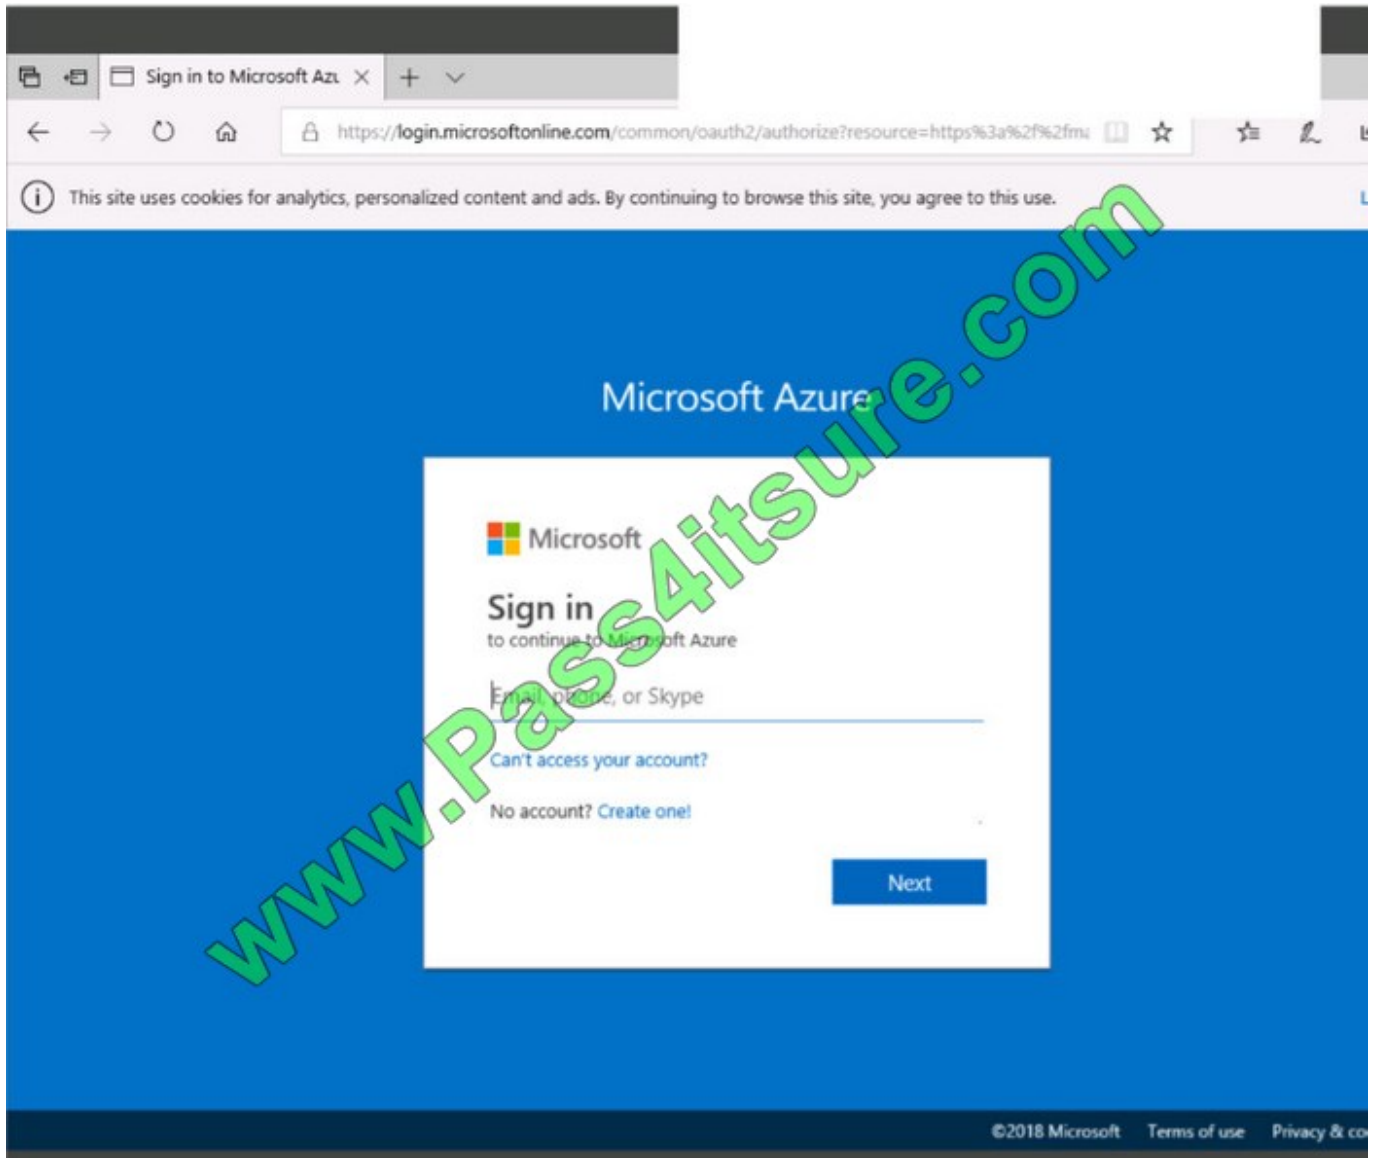 Sign in to Microsoft Azu
https://login.microsoftonline.com/common/oauth2/authorize?resource=https%3a%2f%2fma
This site uses cookies for analytics, personalized content and ads. By continuing to browse this site, you agree to this use.
Microsoft Azure
Microsoft
Sign in
to continue to Microsoft Azure
Email, phone, or Skype
Can't access your account?
No account? Create one!
Next
www.Pass4itsure.com
©2018 Microsoft Terms of use Privacy &